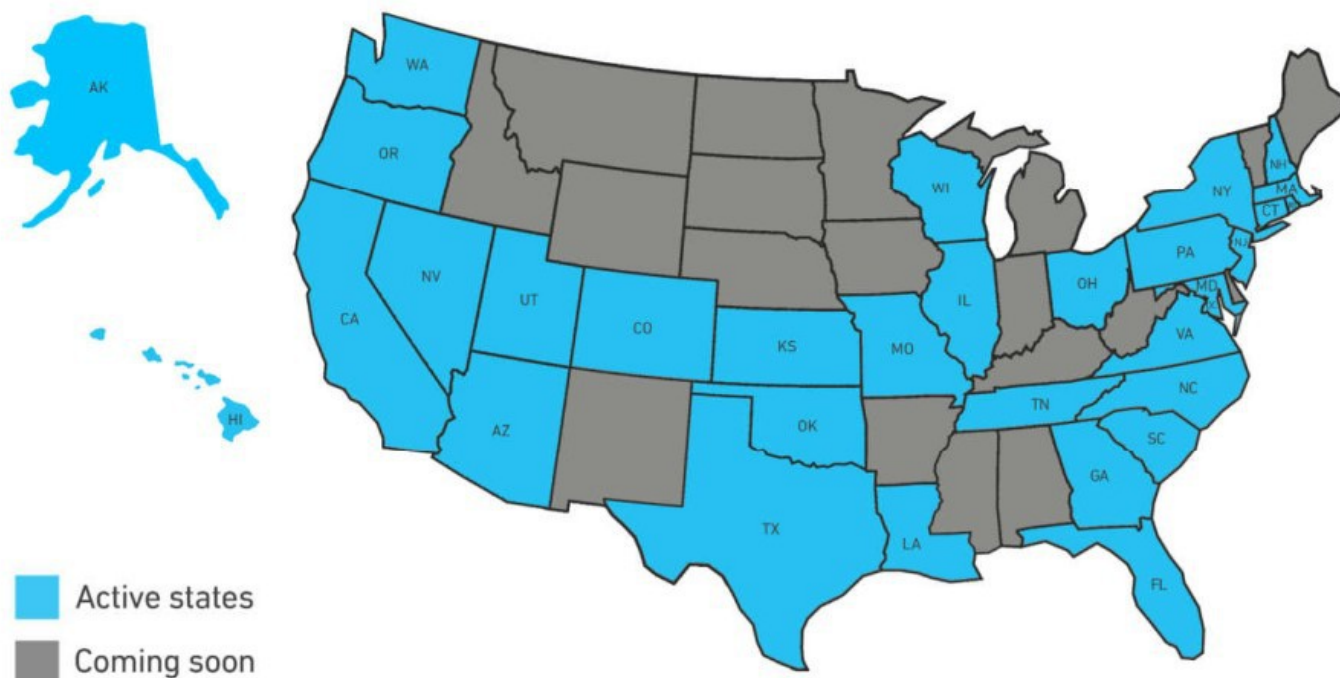 AK
WA
OR
CA
NV
UT
CO
AZ
KS
OK
TX
MO
LA
WI
IL
OH
TN
NY
PA
NH
MA
CT
NJ
MD
VA
NC
SC
GA
FL
HI
Active states
Coming soon